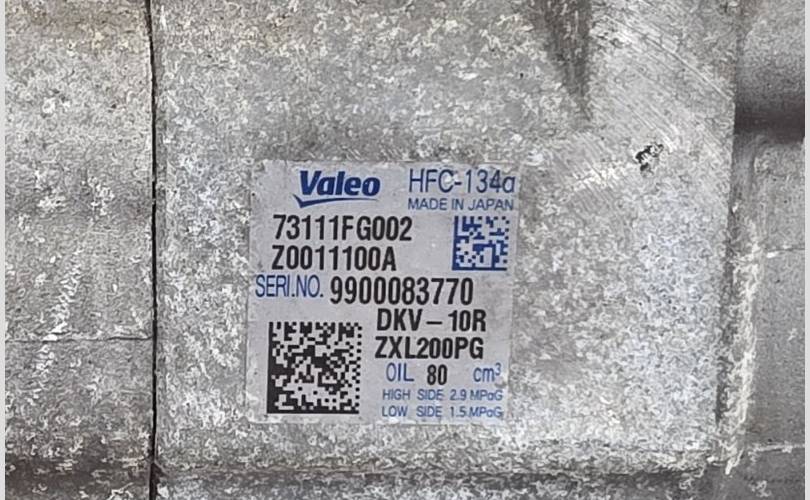 Valeo HFC-134a
MADE IN JAPAN
73111FG002
Z0011100A
SERI.NO. 9900083770
DKV-10R
ZXL200PG
OIL 80 cm³
HIGH SIDE 2.9 MPaG
LOW SIDE 1.5 MPaG